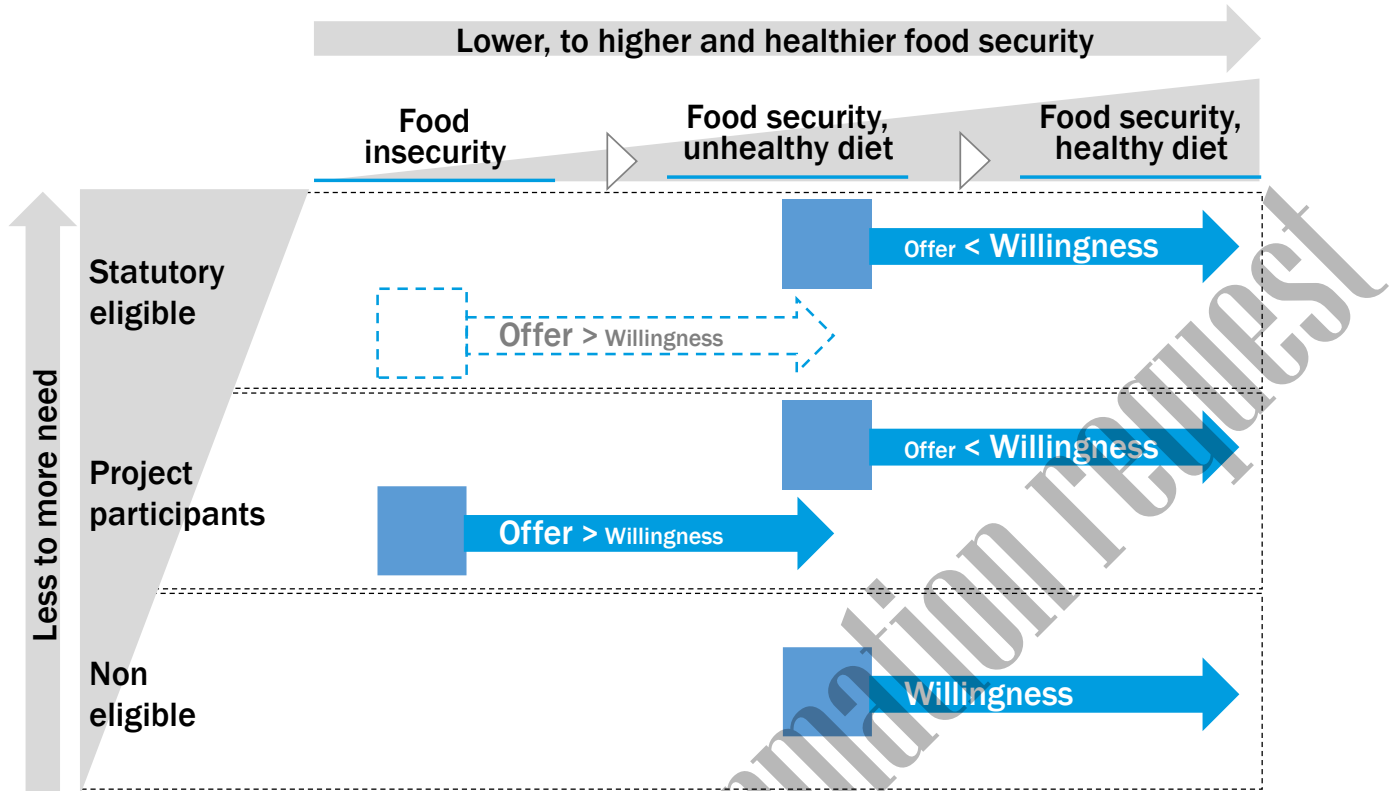 Lower, to higher and healthier food security
Food
insecurity
Food security,
unhealthy diet
Food security,
healthy diet
Less to more need
Statutory
eligible
Offer < Willingness
Offer > Willingness
Project
participants
Offer < Willingness
Offer > Willingness
Non
eligible
Willingness
request